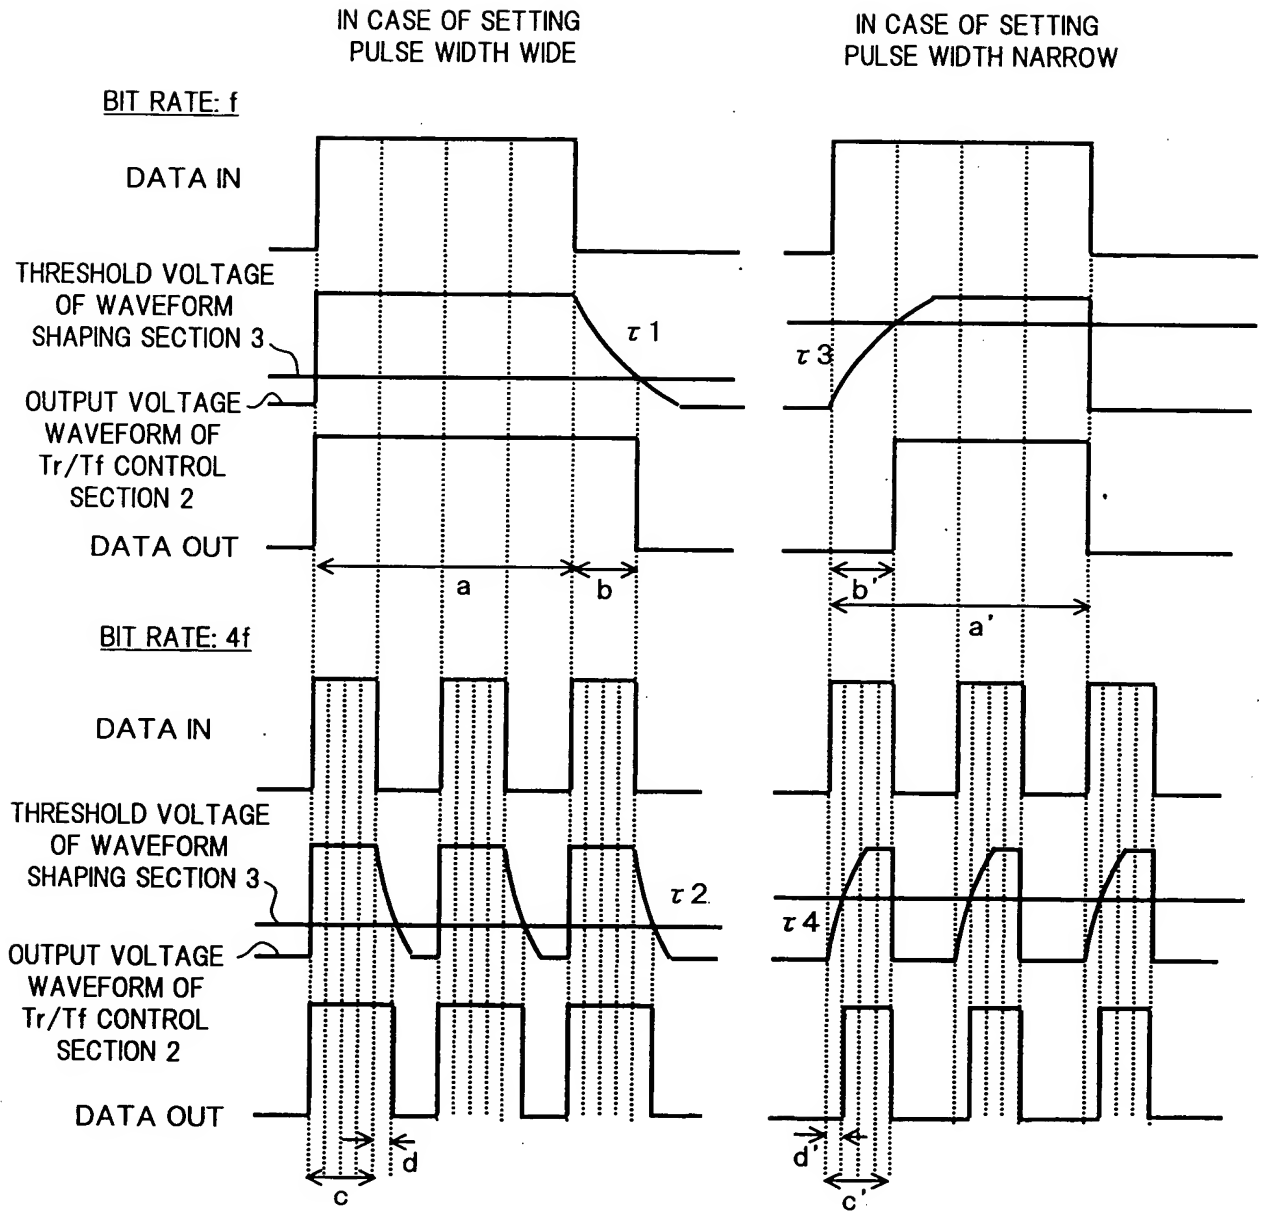 IN CASE OF SETTING
PULSE WIDTH WIDE
IN CASE OF SETTING
PULSE WIDTH NARROW
BIT RATE: f
DATA IN
THRESHOLD VOLTAGE
OF WAVEFORM
SHAPING SECTION 3
τ1
τ3
OUTPUT VOLTAGE
WAVEFORM OF
Tr/Tf CONTROL
SECTION 2
DATA OUT
a
b
b'
a'
BIT RATE: 4f
DATA IN
THRESHOLD VOLTAGE
OF WAVEFORM
SHAPING SECTION 3
τ2
τ4
OUTPUT VOLTAGE
WAVEFORM OF
Tr/Tf CONTROL
SECTION 2
DATA OUT
d
c
d'
c'